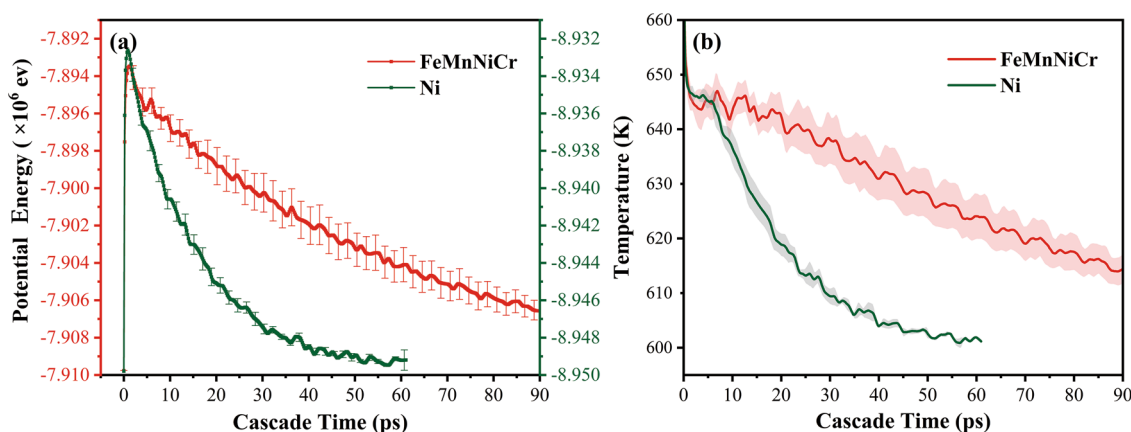 (a)
FeMnNiCr
Ni
Potential Energy ( ×10⁶ ev)
-7.892
-7.894
-7.896
-7.898
-7.900
-7.902
-7.904
-7.906
-7.908
-7.910
-8.932
-8.934
-8.936
-8.938
-8.940
-8.942
-8.944
-8.946
-8.948
-8.950
0 10 20 30 40 50 60 70 80 90
Cascade Time (ps)
(b)
FeMnNiCr
Ni
Temperature (K)
660
650
640
630
620
610
600
0 10 20 30 40 50 60 70 80 90
Cascade Time (ps)